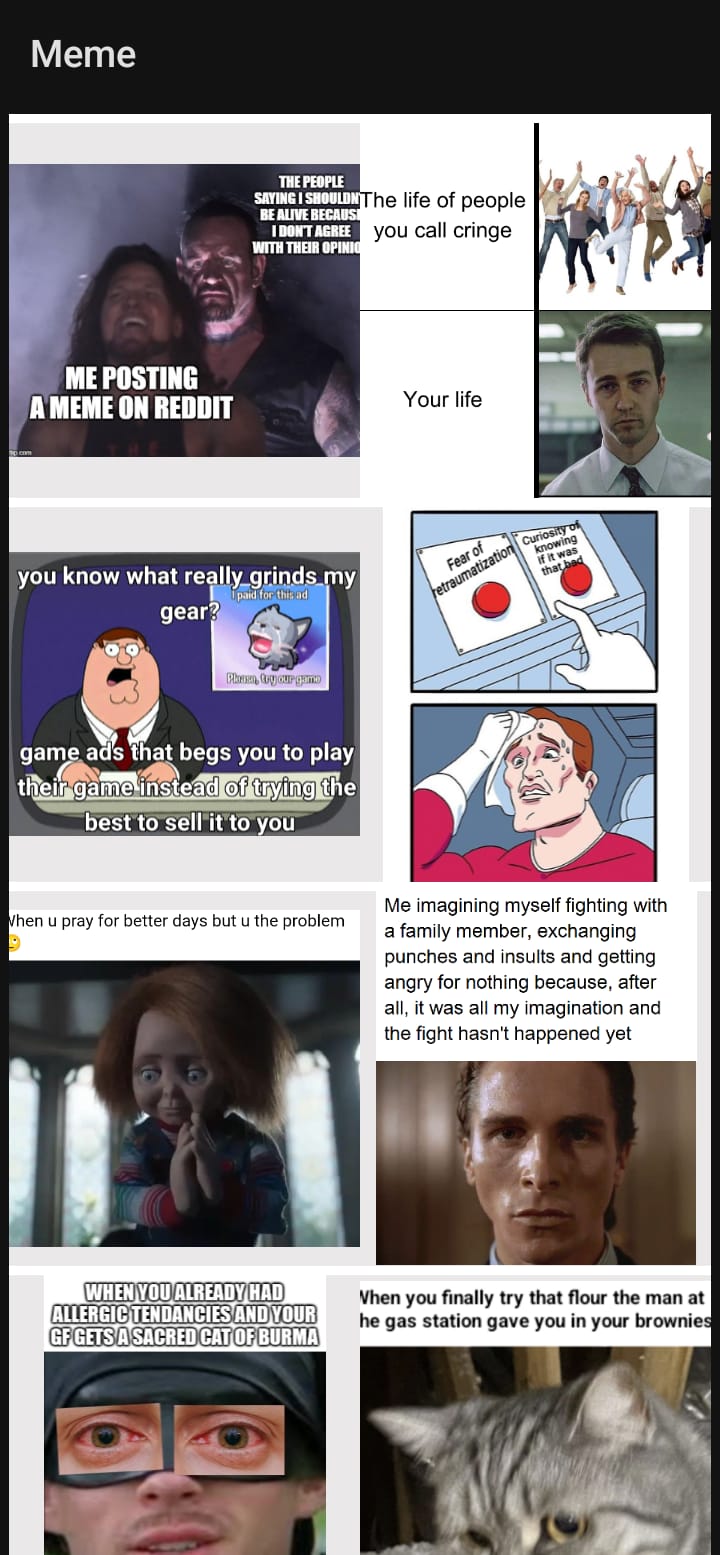 Meme
THE PEOPLE
SAYING I SHOULDN'T
BE ALIVE BECAUS
I DON'T AGREE
WITH THEIR OPINIO
ME POSTING
A MEME ON REDDIT
The life of people
you call cringe
Your life
you know what really grinds my
gear?
I paid for this ad
Please, try our game
game ads that begs you to play
their game instead of trying the
best to sell it to you
Fear of
retraumatization
Curiosity of
knowing
if it was
that bad
When u pray for better days but u the problem
🙄
Me imagining myself fighting with
a family member, exchanging
punches and insults and getting
angry for nothing because, after
all, it was all my imagination and
the fight hasn't happened yet
WHEN YOU ALREADY HAD
ALLERGIC TENDANCIES AND YOUR
GF GETS A SACRED CAT OF BURMA
When you finally try that flour the man at
he gas station gave you in your brownies